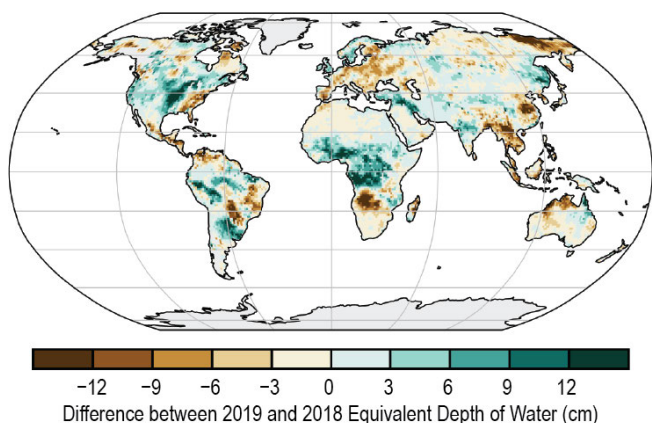 −12 −9 −6 −3 0 3 6 9 12
Difference between 2019 and 2018 Equivalent Depth of Water (cm)